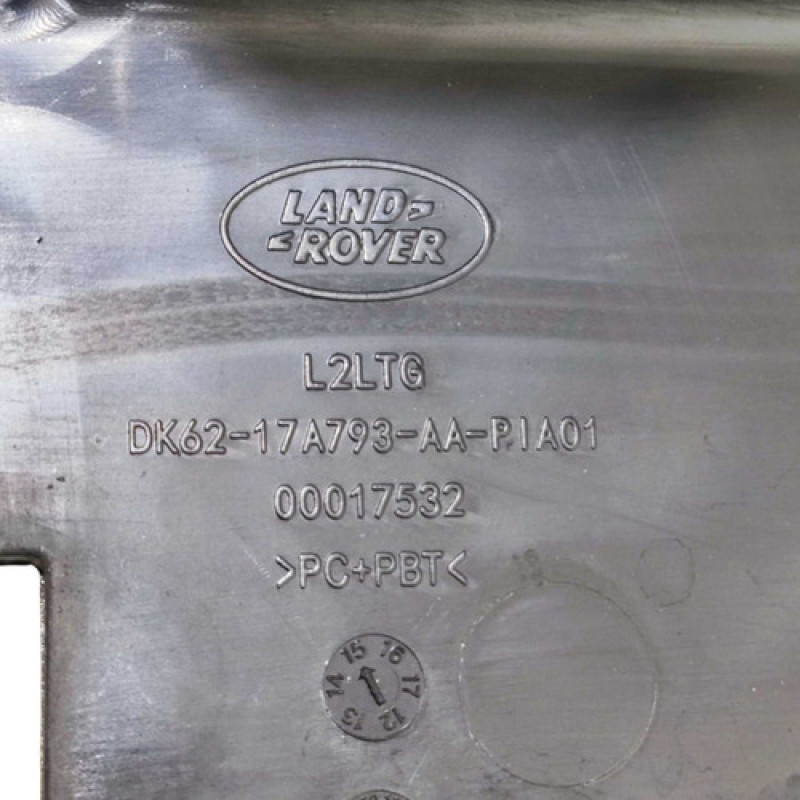 LAND
ROVER
L2LTG
DK62-17A793-AA-PIA01
00017532
>PC+PBT<
12 13 14 15 16 17